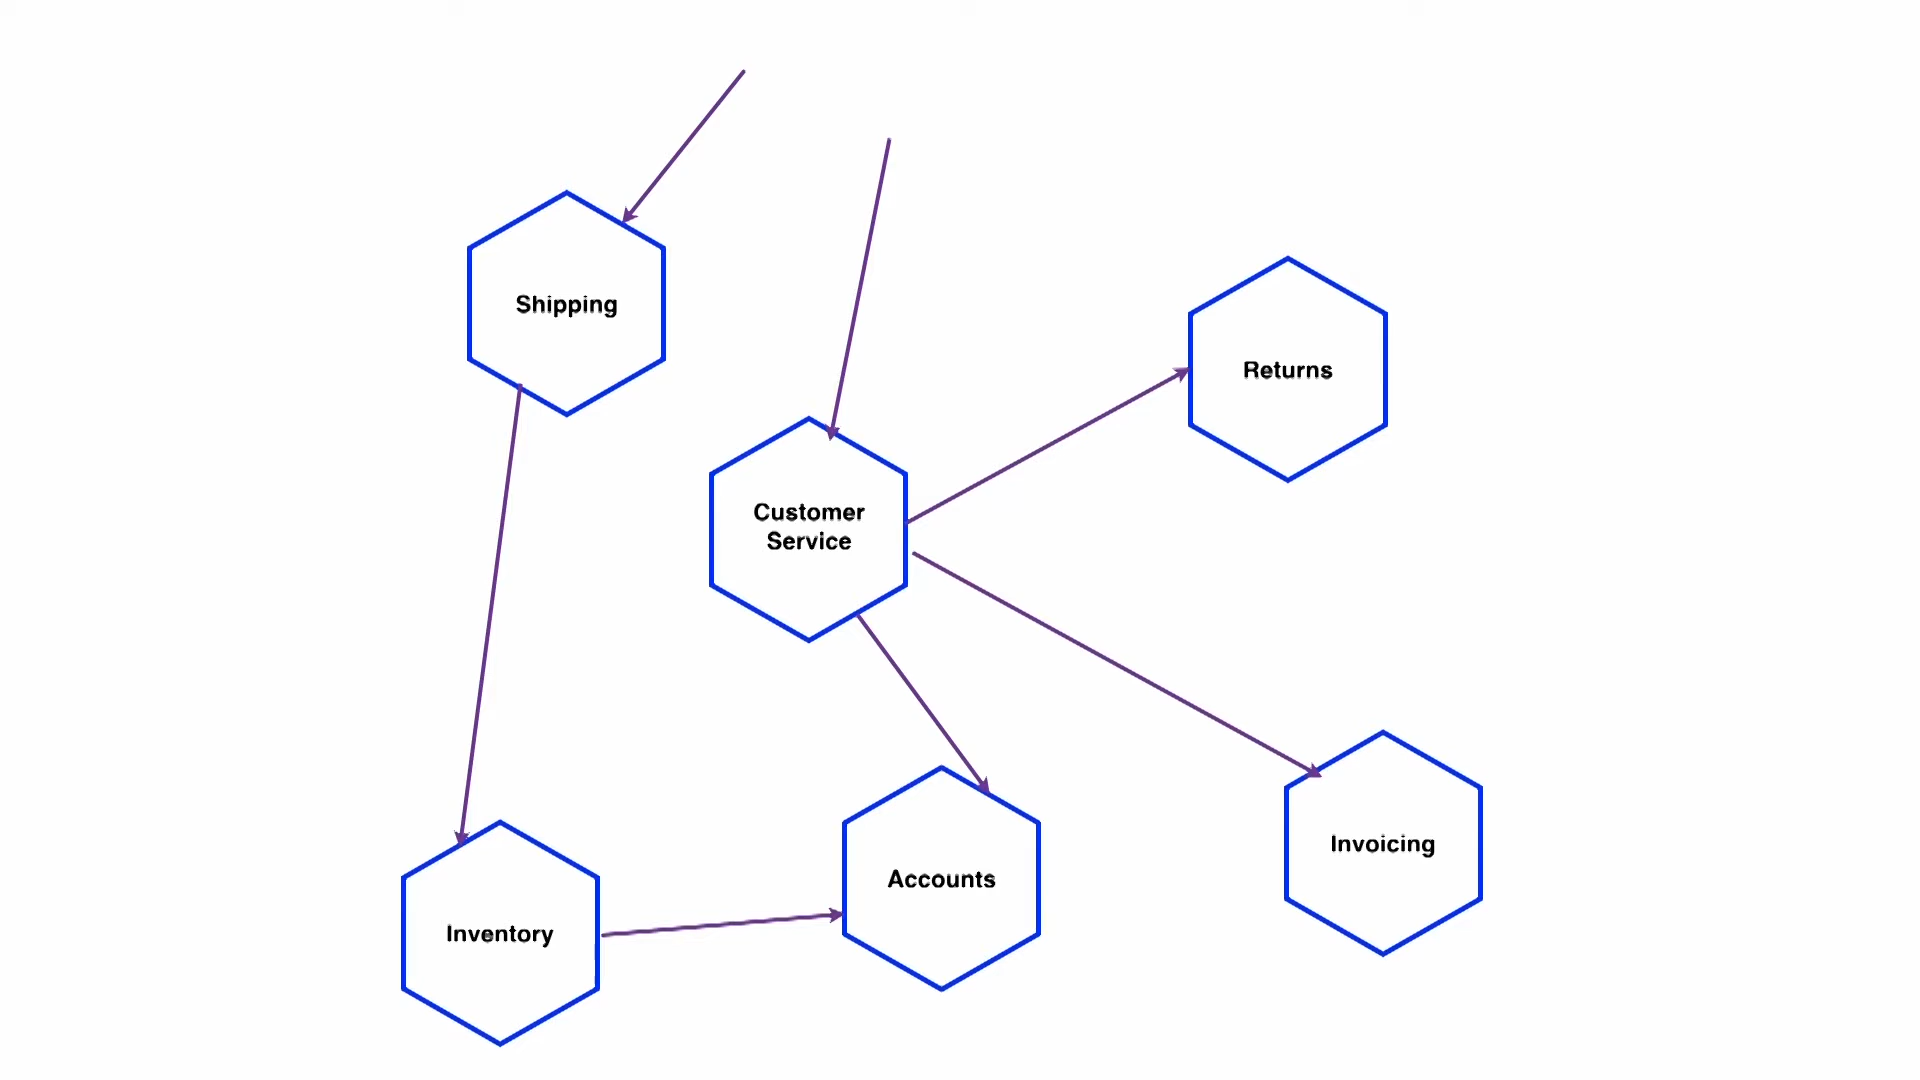 Shipping
Returns
Customer
Service
Invoicing
Accounts
Inventory